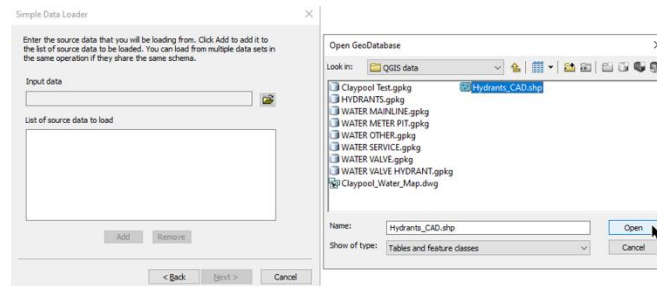 Simple Data Loader
Enter the source data that you will be loading from. Click Add to add it to
the list of source data to be loaded. You can load from multiple data sets in
the same operation if they share the same schema.
Input data
List of source data to load
Add
Remove
< Back
Next >
Cancel
Open GeoDatabase
Look in:
QGIS data
Claypool Test.gpkg
HYDRANTS.gpkg
WATER MAINLINE.gpkg
WATER METER PIT.gpkg
WATER OTHER.gpkg
WATER SERVICE.gpkg
WATER VALVE.gpkg
WATER VALVE HYDRANT.gpkg
Claypool_Water_Map.dwg
Hydrants_CAD.shp
Name:
Hydrants_CAD.shp
Open
Show of type:
Tables and feature classes
Cancel